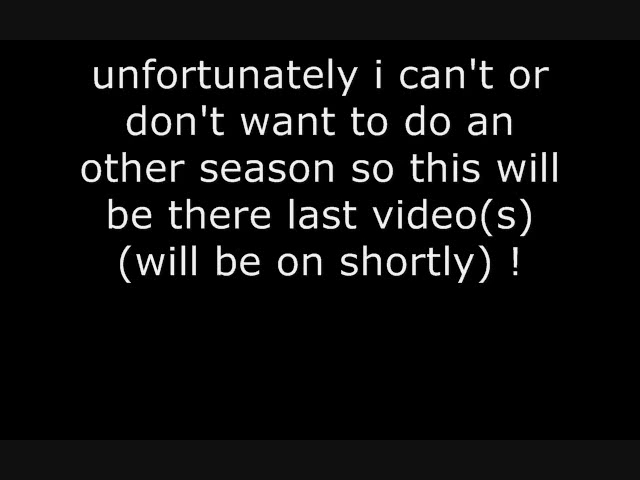 unfortunately i can't or
don't want to do an
other season so this will
be there last video(s)
(will be on shortly) !